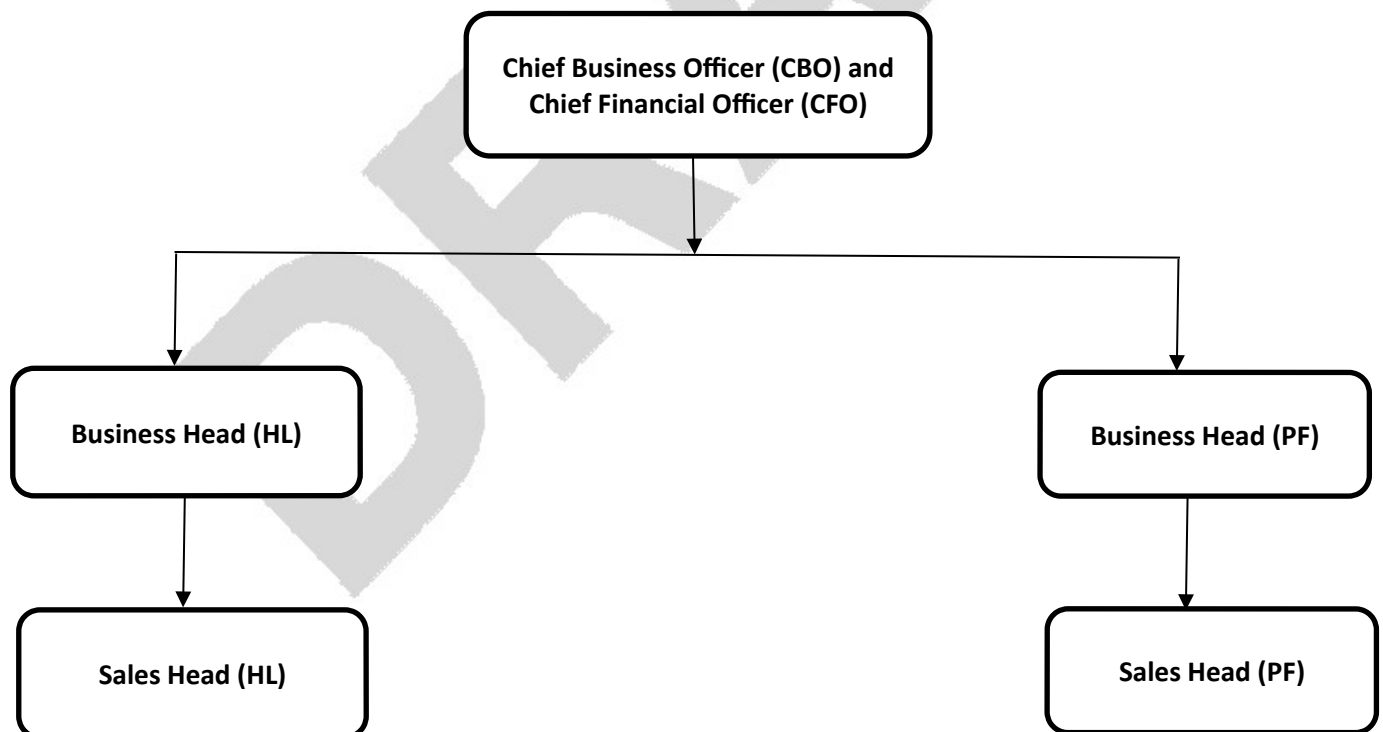 Chief Business Officer (CBO) and
Chief Financial Officer (CFO)
Business Head (HL)
Business Head (PF)
Sales Head (HL)
Sales Head (PF)